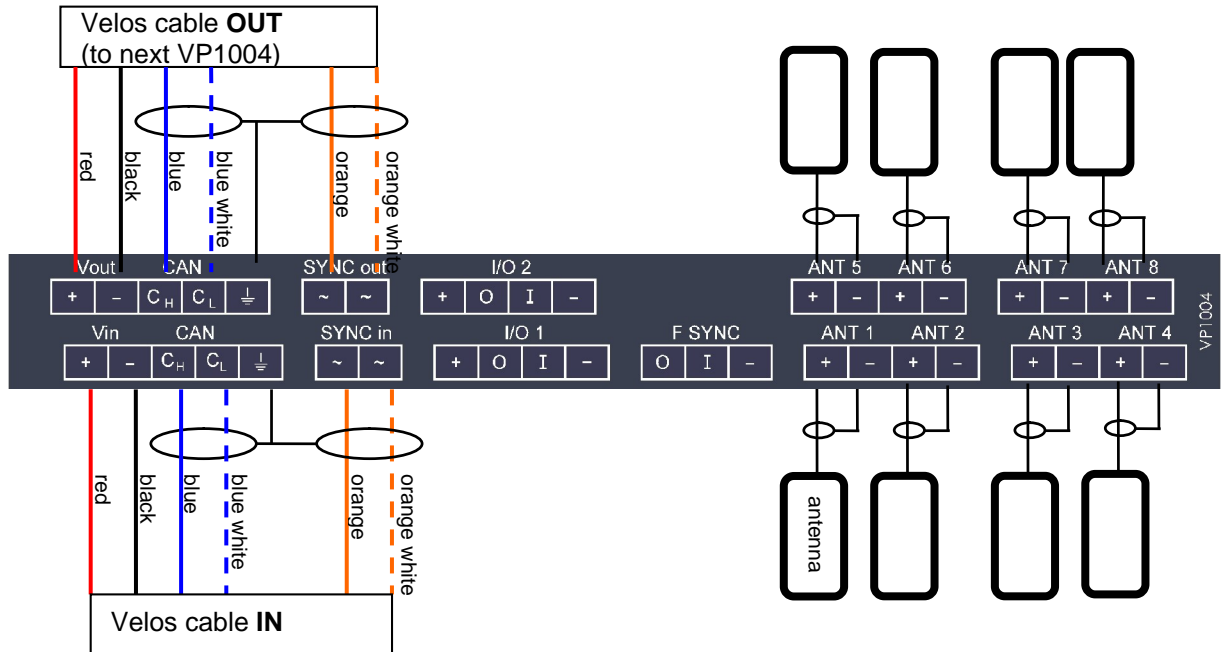 Velos cable OUT
(to next VP1004)
red
black
blue
blue white
orange
orange white
Vout CAN SYNC out I/O 2 ANT 5 ANT 6 ANT 7 ANT 8
+ − C H C L ~ ~ + O I − + − + − + − + −
Vin CAN SYNC in I/O 1 F SYNC ANT 1 ANT 2 ANT 3 ANT 4
+ − C H C L ~ ~ + O I − O I − + − + − + − + −
VP1004
red
black
blue
blue white
orange
orange white
antenna
Velos cable IN